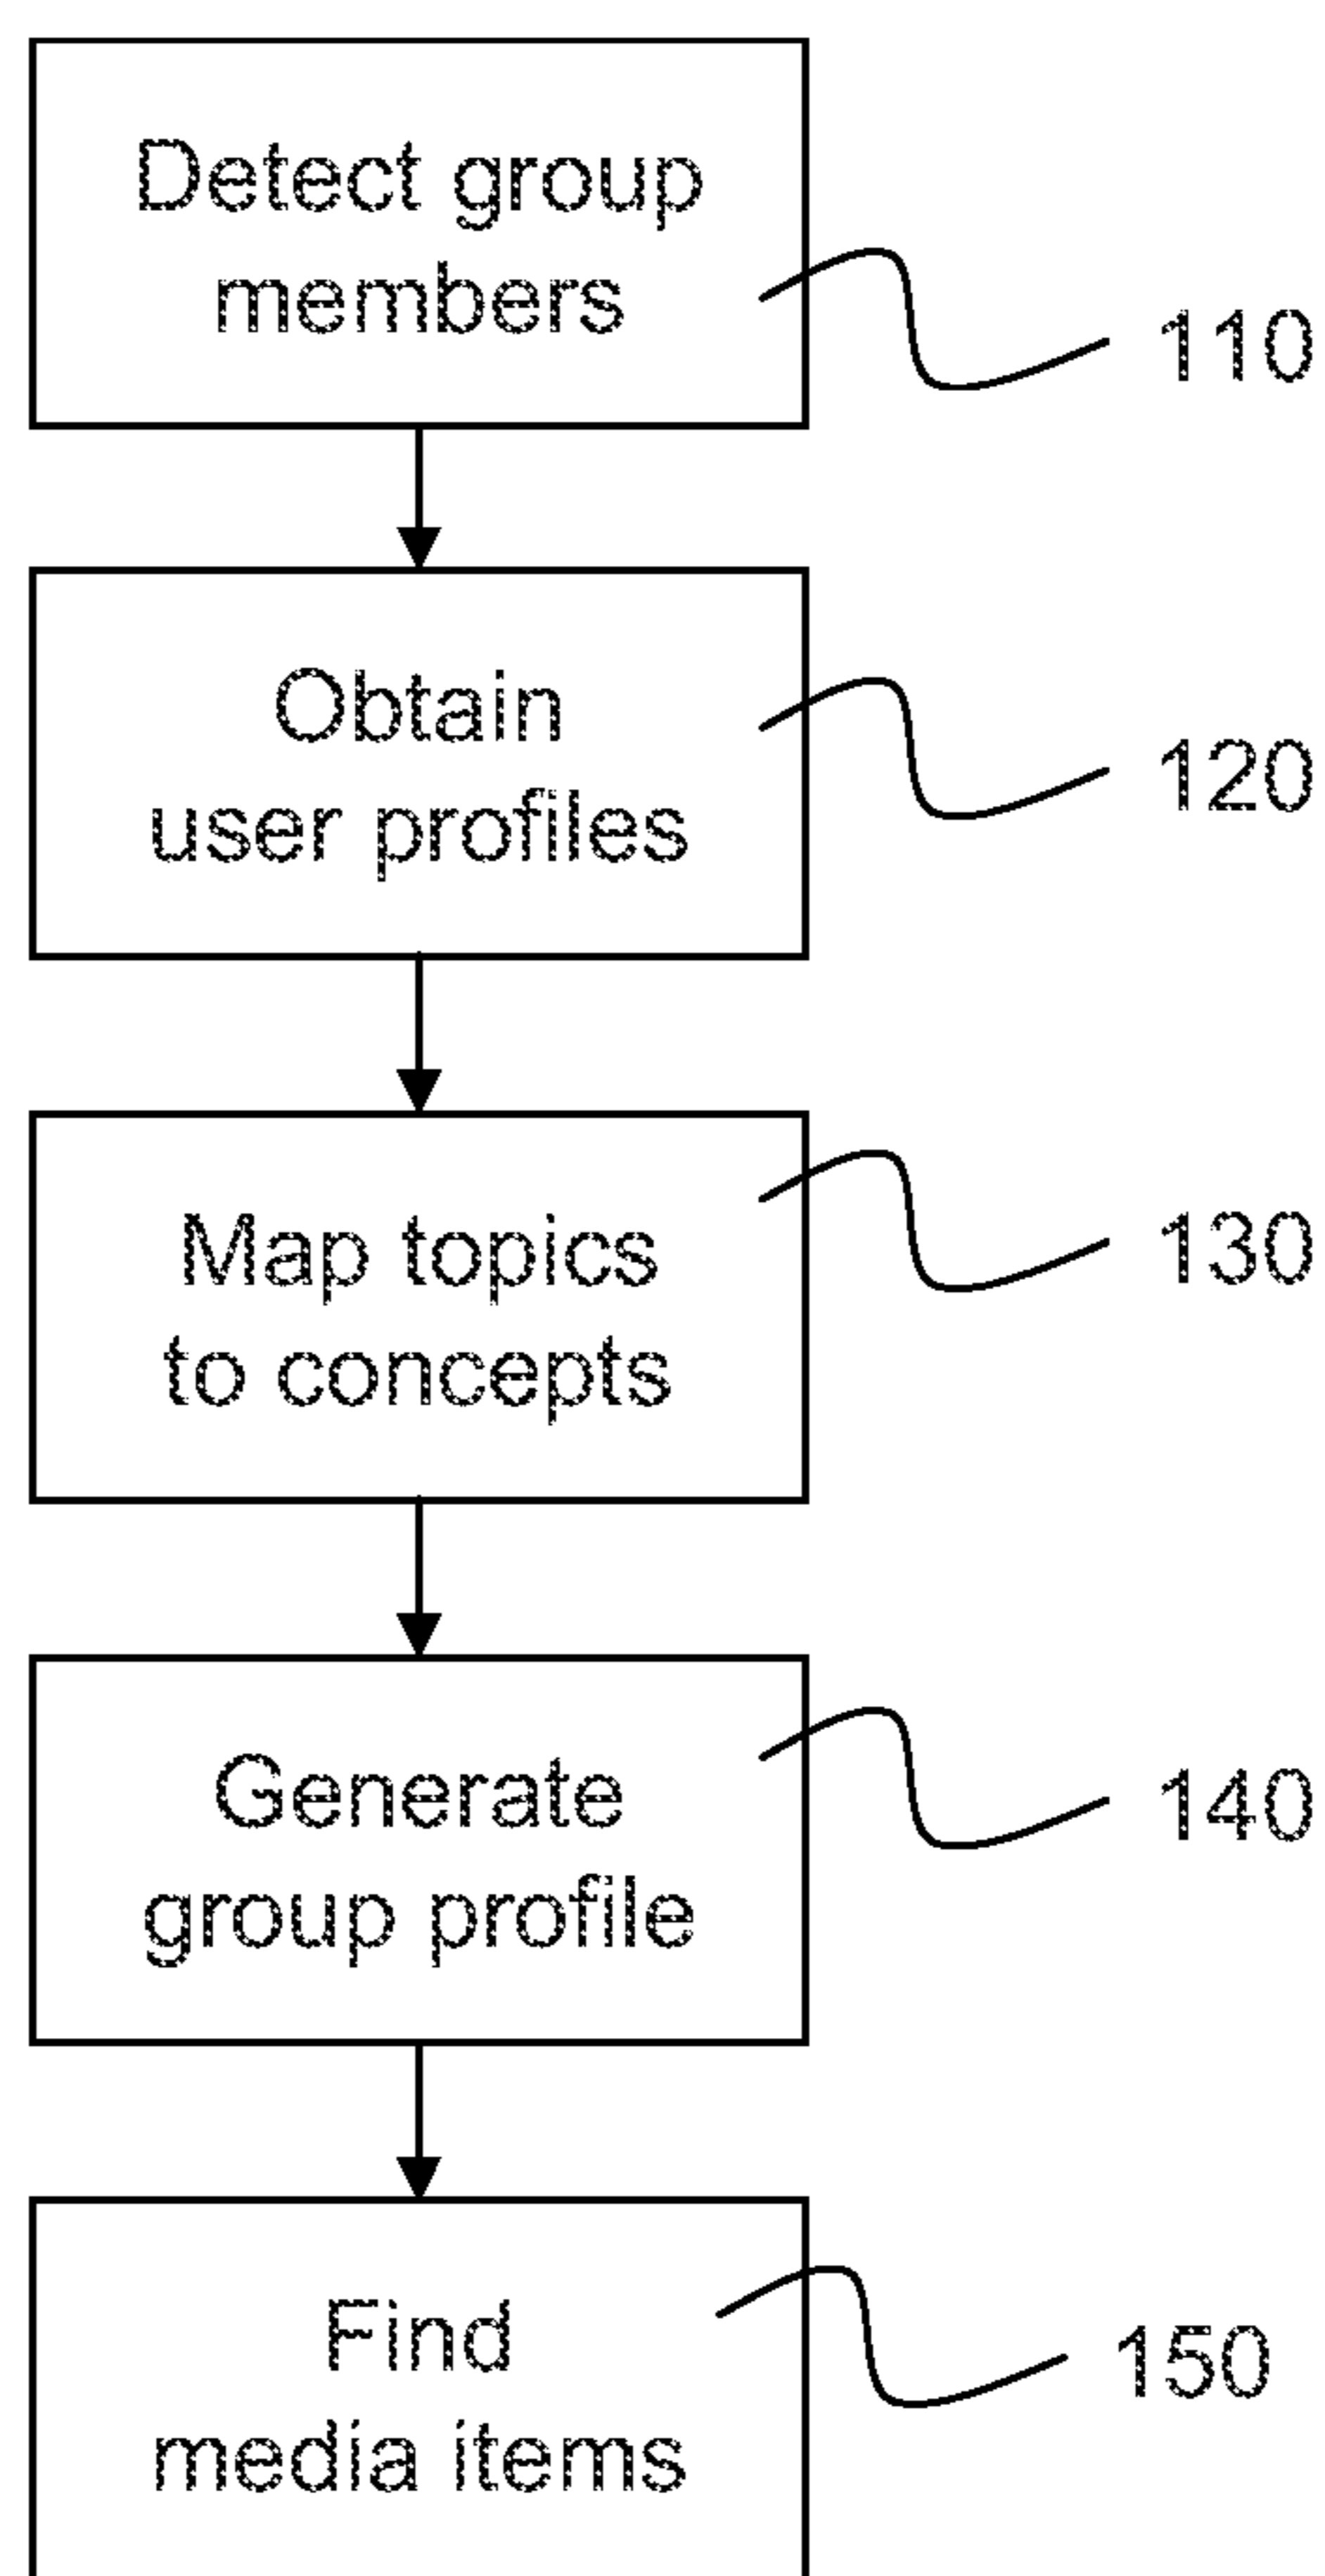 Detect group
members
110
Obtain
user profiles
120
Map topics
to concepts
130
Generate
group profile
140
Find
media items
150